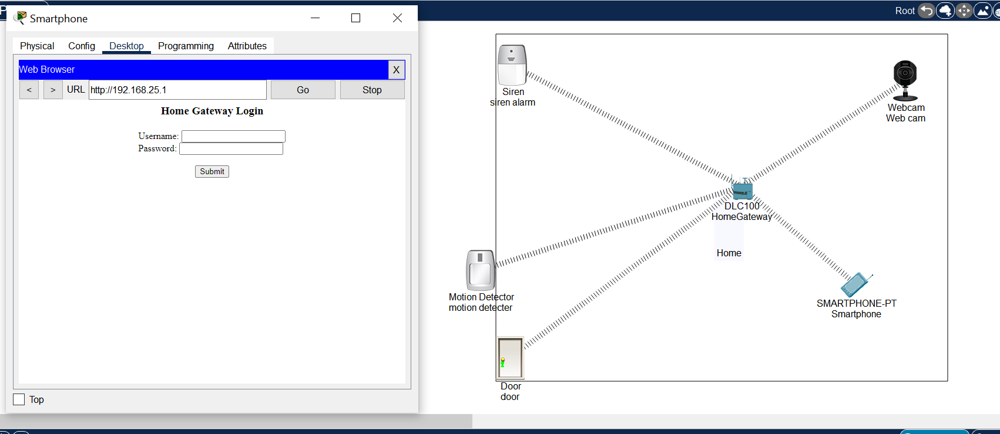 Root
P
Smartphone
Physical Config Desktop Programming Attributes
Web Browser X
< > URL http://192.168.25.1 Go Stop
Home Gateway Login
Username:
Password:
Submit
Top
Siren
siren alarm
Webcam
Web cam
DLC100
HomeGateway
Home
Motion Detector
motion detecter
SMARTPHONE-PT
Smartphone
Door
door